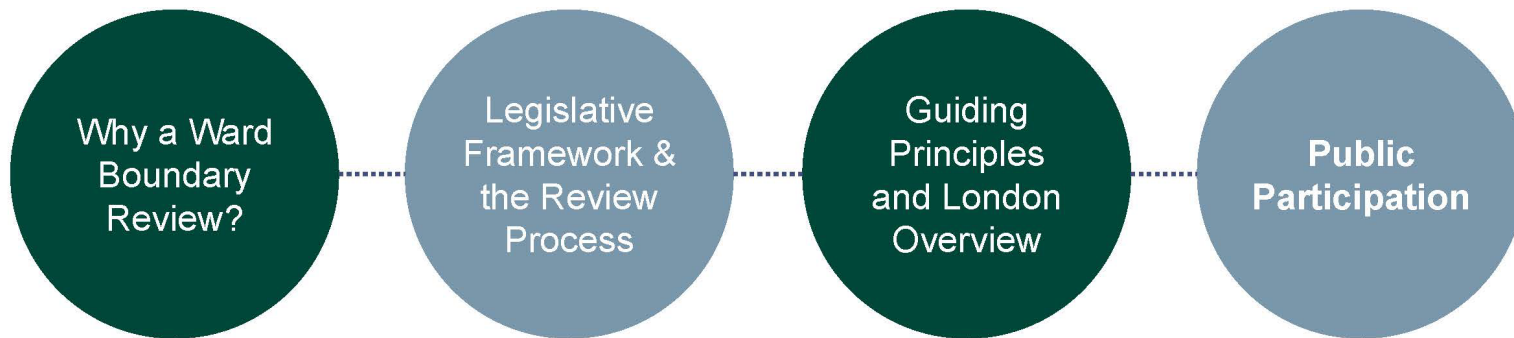 Why a Ward
Boundary
Review?
Legislative
Framework &
the Review
Process
Guiding
Principles
and London
Overview
Public
Participation